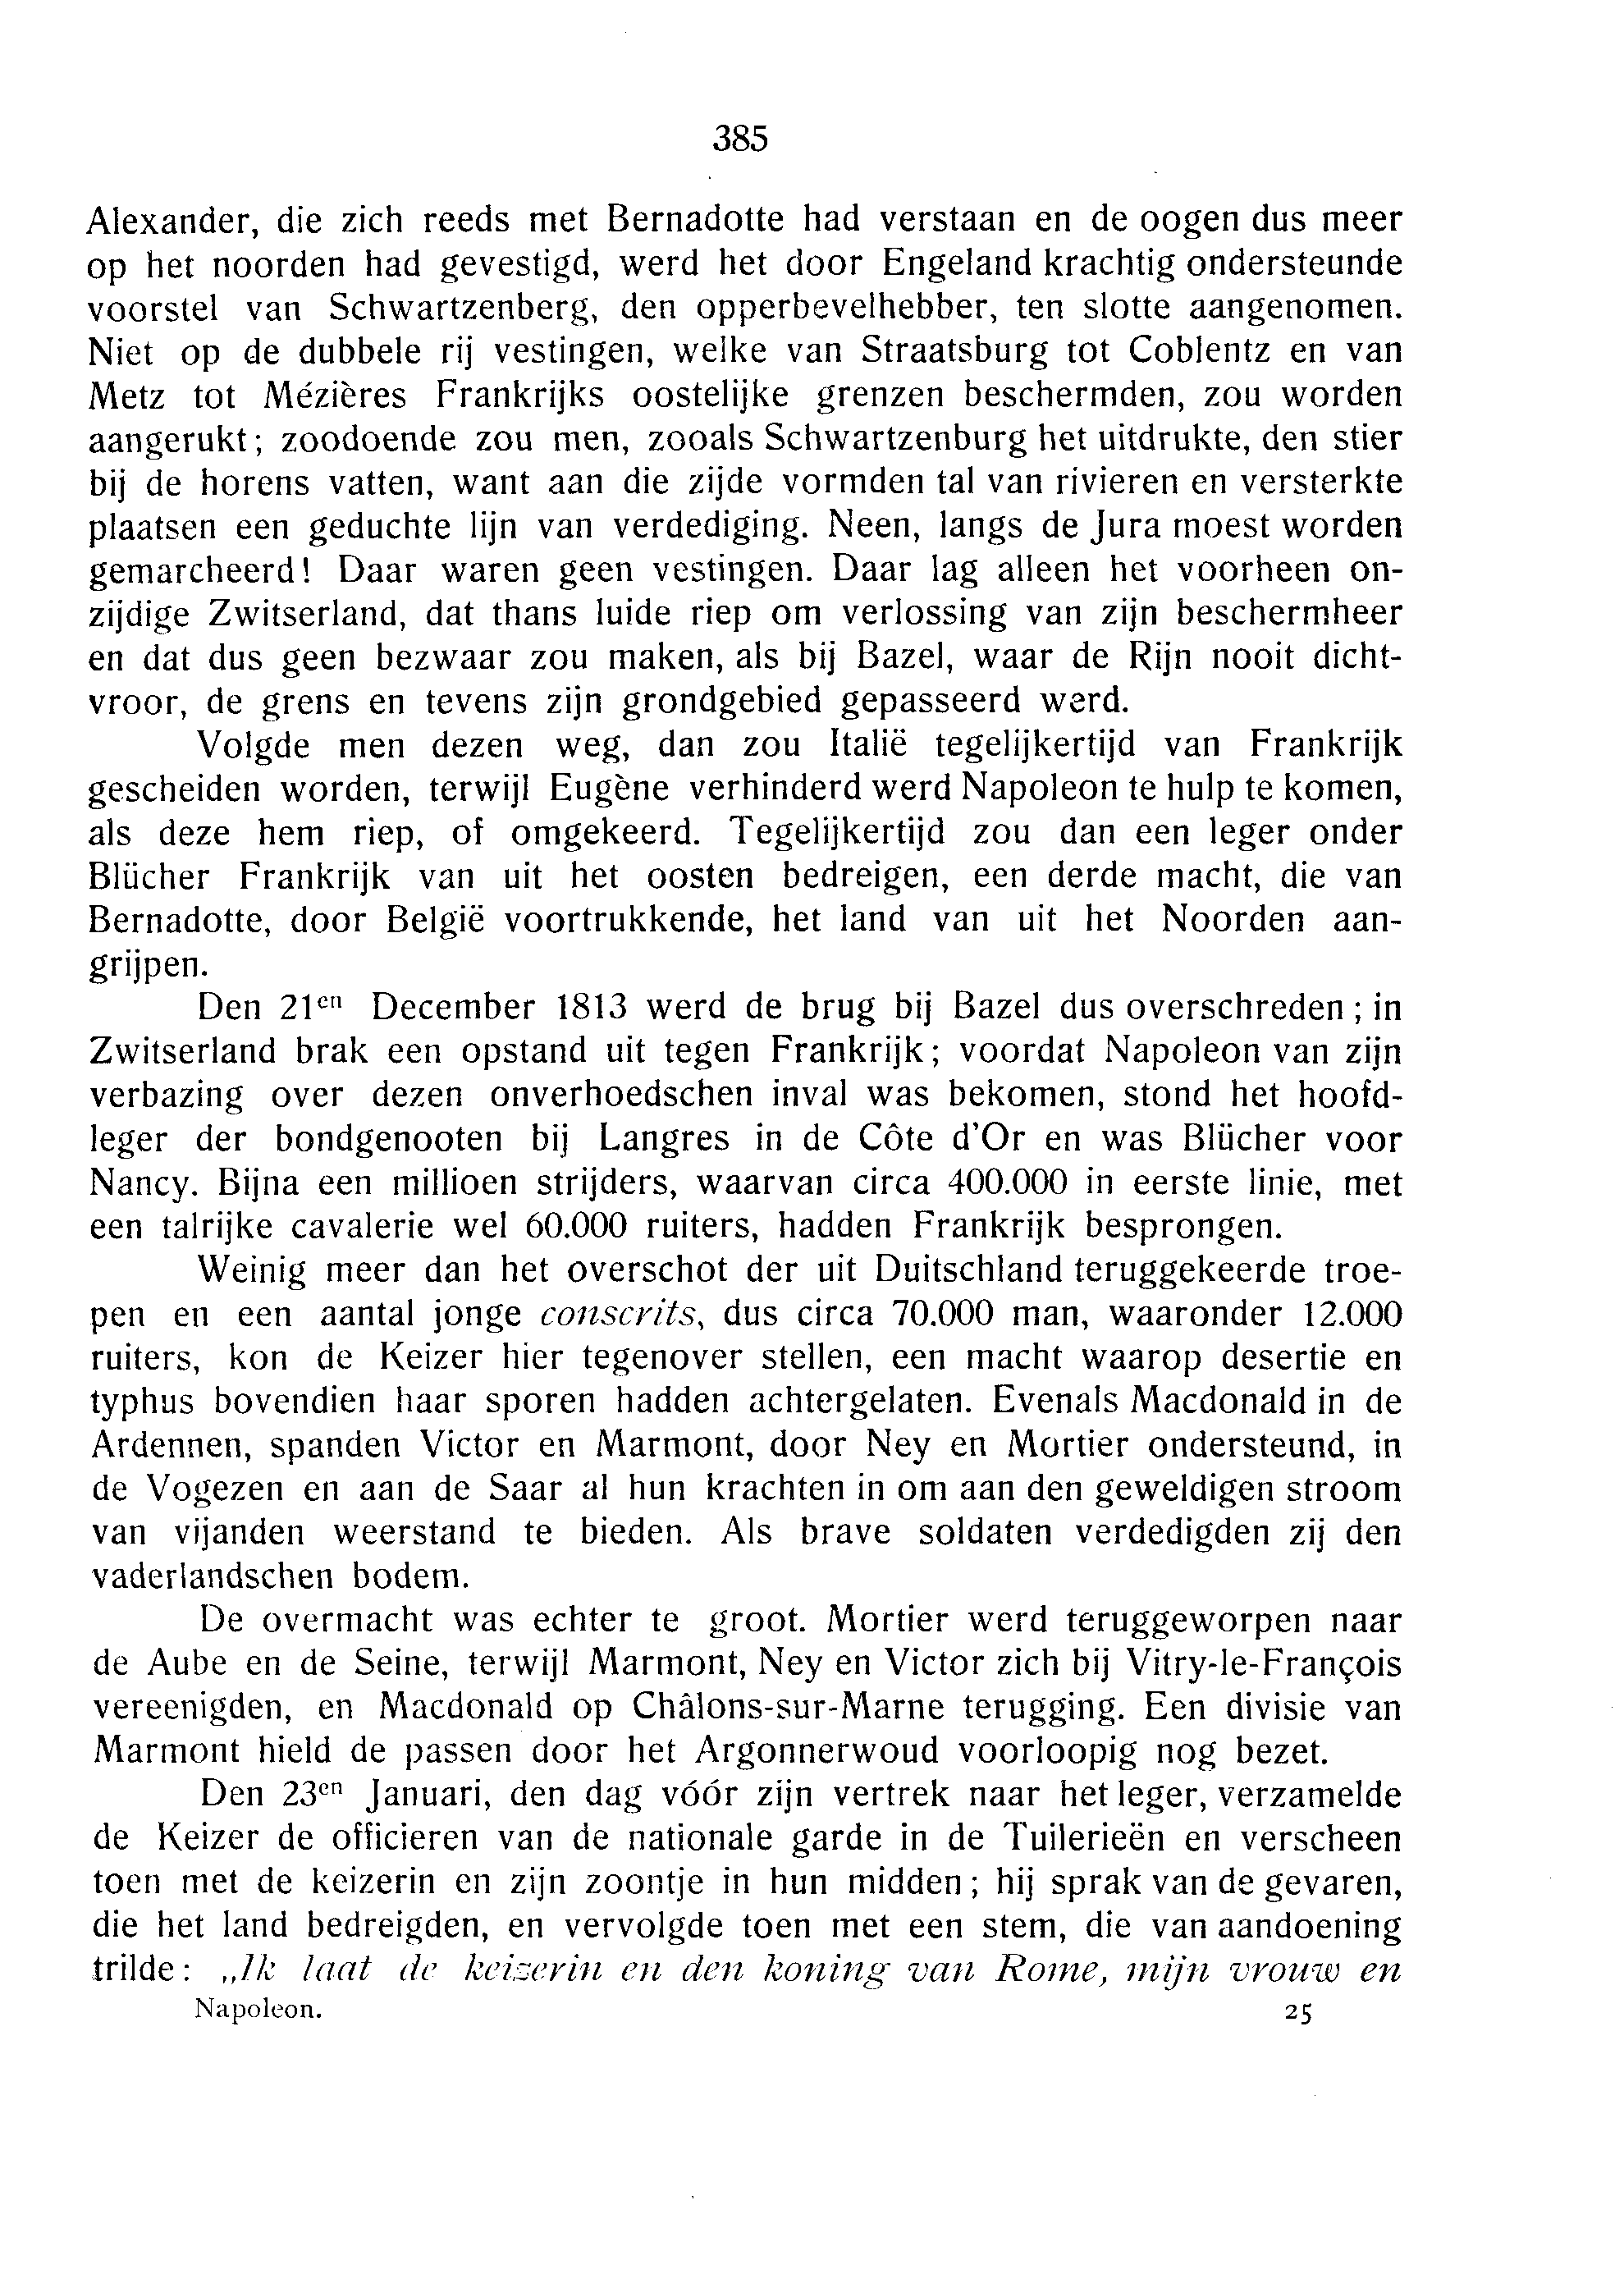 385
Alexander, die zich reeds met Bernadotte had verstaan en de oogen dus meer
op het noorden had gevestigd, werd het door Engeland krachtig ondersteunde
voorstel van Schwartzenberg, den opperbevelhebber, ten slotte aangenomen.
Niet op de dubbele rij vestingen, welke van Straatsburg tot Coblentz en van
Metz tot Mézières Frankrijks oostelijke grenzen beschermden, zou worden
aangerukt; zoodoende zou men, zooals Schwartzenburg het uitdrukte, den stier
bij de horens vatten, want aan die zijde vormden tal van rivieren en versterkte
plaatsen een geduchte lijn van verdediging. Neen, langs de Jura moest worden
gemarcheerd! Daar waren geen vestingen. Daar lag alleen het voorheen on-
zijdige Zwitserland, dat thans luide riep om verlossing van zijn beschermheer
en dat dus geen bezwaar zou maken, als bij Bazel, waar de Rijn nooit dicht-
vroor, de grens en tevens zijn grondgebied gepasseerd werd.
Volgde men dezen weg, dan zou Italië tegelijkertijd van Frankrijk
gescheiden worden, terwijl Eugène verhinderd werd Napoleon te hulp te komen,
als deze hem riep, of omgekeerd. Tegelijkertijd zou dan een leger onder
Blücher Frankrijk van uit het oosten bedreigen, een derde macht, die van
Bernadotte, door België voortrukkende, het land van uit het Noorden aan-
grijpen.
Den 21en December 1813 werd de brug bij Bazel dus overschreden; in
Zwitserland brak een opstand uit tegen Frankrijk; voordat Napoleon van zijn
verbazing over dezen onverhoedschen inval was bekomen, stond het hoofd-
leger der bondgenooten bij Langres in de Côte d'Or en was Blücher voor
Nancy. Bijna een millioen strijders, waarvan circa 400.000 in eerste linie, met
een talrijke cavalerie wel 60.000 ruiters, hadden Frankrijk besprongen.
Weinig meer dan het overschot der uit Duitschland teruggekeerde troe-
pen en een aantal jonge conscrits, dus circa 70.000 man, waaronder 12.000
ruiters, kon de Keizer hier tegenover stellen, een macht waarop desertie en
typhus bovendien haar sporen hadden achtergelaten. Evenals Macdonald in de
Ardennen, spanden Victor en Marmont, door Ney en Mortier ondersteund, in
de Vogezen en aan de Saar al hun krachten in om aan den geweldigen stroom
van vijanden weerstand te bieden. Als brave soldaten verdedigden zij den
vaderlandschen bodem.
De overmacht was echter te groot. Mortier werd teruggeworpen naar
de Aube en de Seine, terwijl Marmont, Ney en Victor zich bij Vitry-le-François
vereenigden, en Macdonald op Châlons-sur-Marne terugging. Een divisie van
Marmont hield de passen door het Argonnerwoud voorloopig nog bezet.
Den 23en Januari, den dag vóór zijn vertrek naar het leger, verzamelde
de Keizer de officieren van de nationale garde in de Tuilerieën en verscheen
toen met de keizerin en zijn zoontje in hun midden; hij sprak van de gevaren,
die het land bedreigden, en vervolgde toen met een stem, die van aandoening
trilde: „Ik laat de keizerin en den koning van Rome, mijn vrouw en
Napoleon. 25